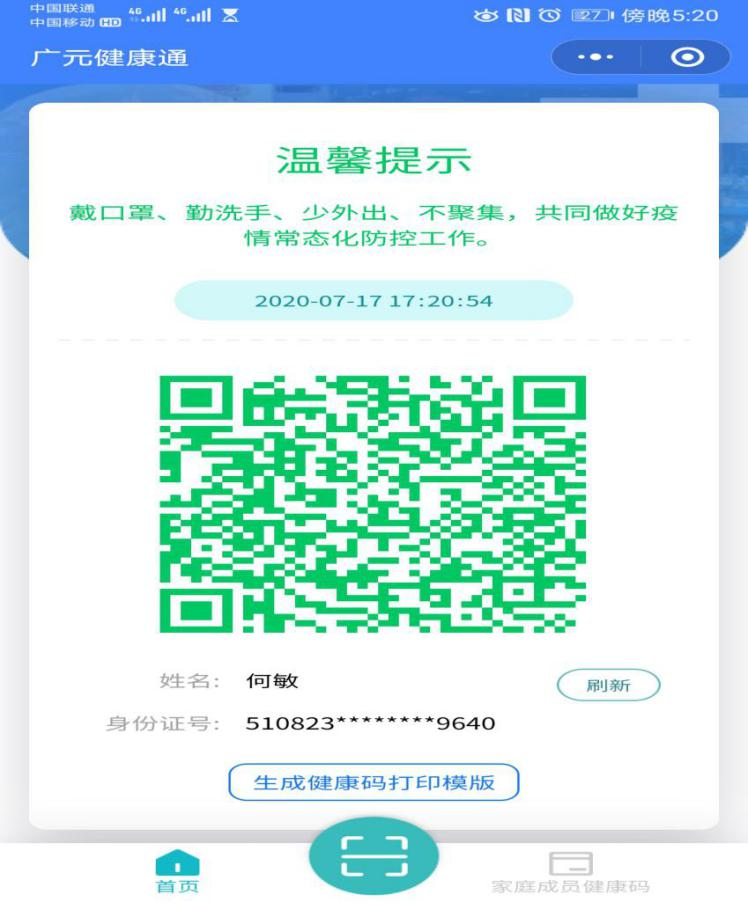 中国联通
中国移动 HD 4G 4G 27 傍晚5:20
广元健康通
温馨提示
戴口罩、勤洗手、少外出、不聚集，共同做好疫
情常态化防控工作。
2020-07-17 17:20:54
姓名: 何敏
刷新
身份证号: 510823********9640
生成健康码打印模版
首页
家庭成员健康码